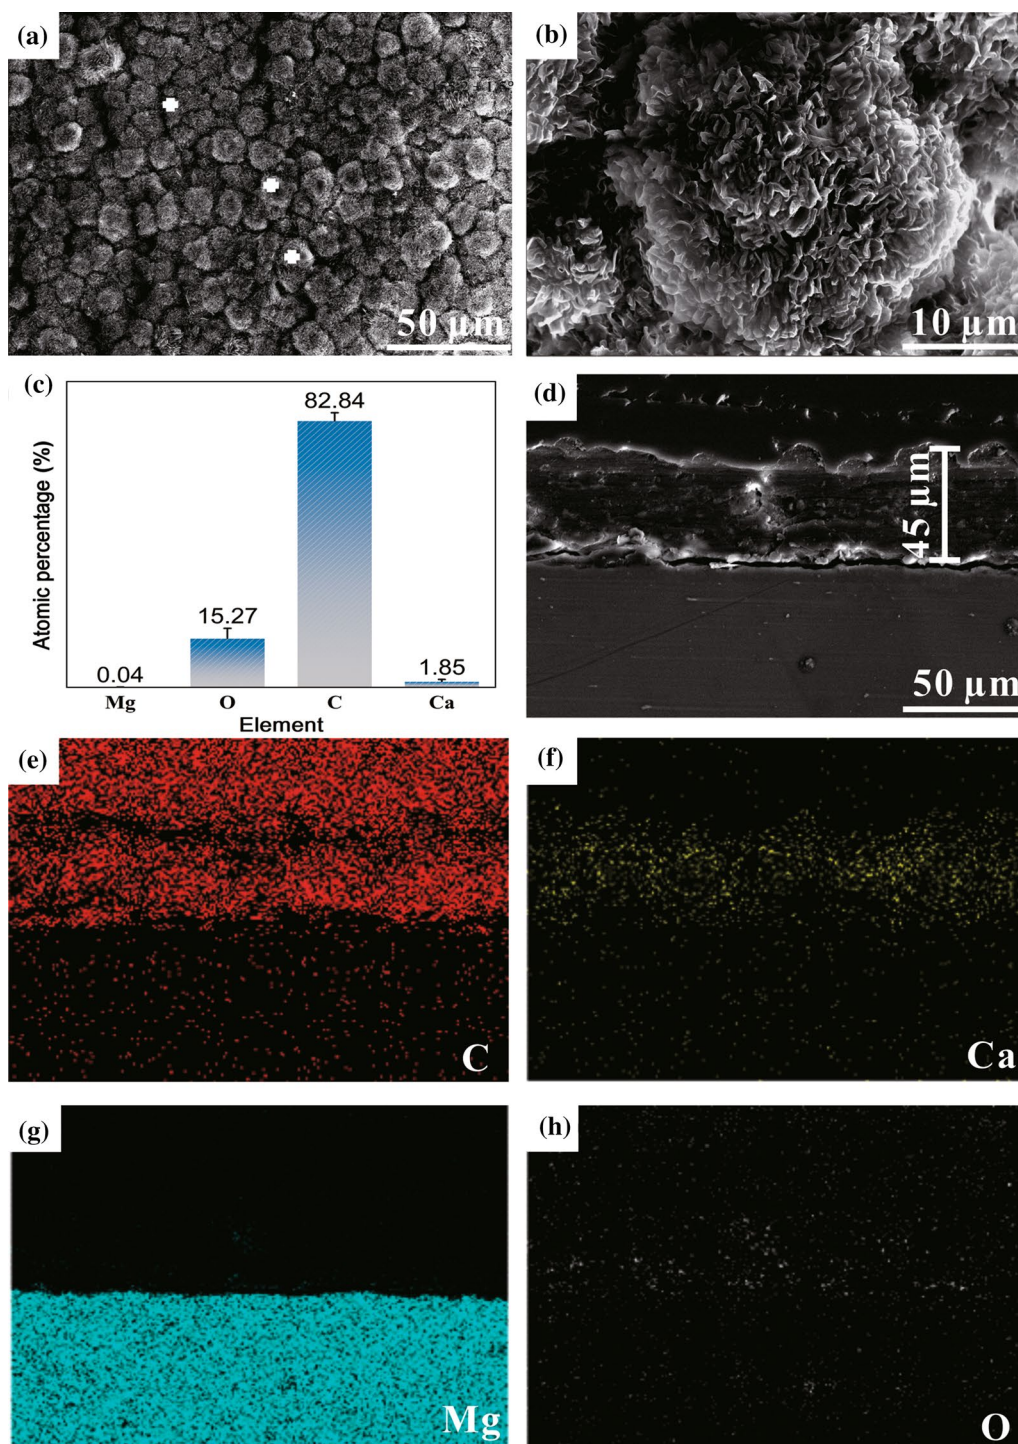 (a)
50 μm
(b)
10 μm
(c)
Atomic percentage (%)
82.84
15.27
0.04
1.85
Mg O C Ca
Element
(d)
45 μm
50 μm
(e)
C
(f)
Ca
(g)
Mg
(h)
O